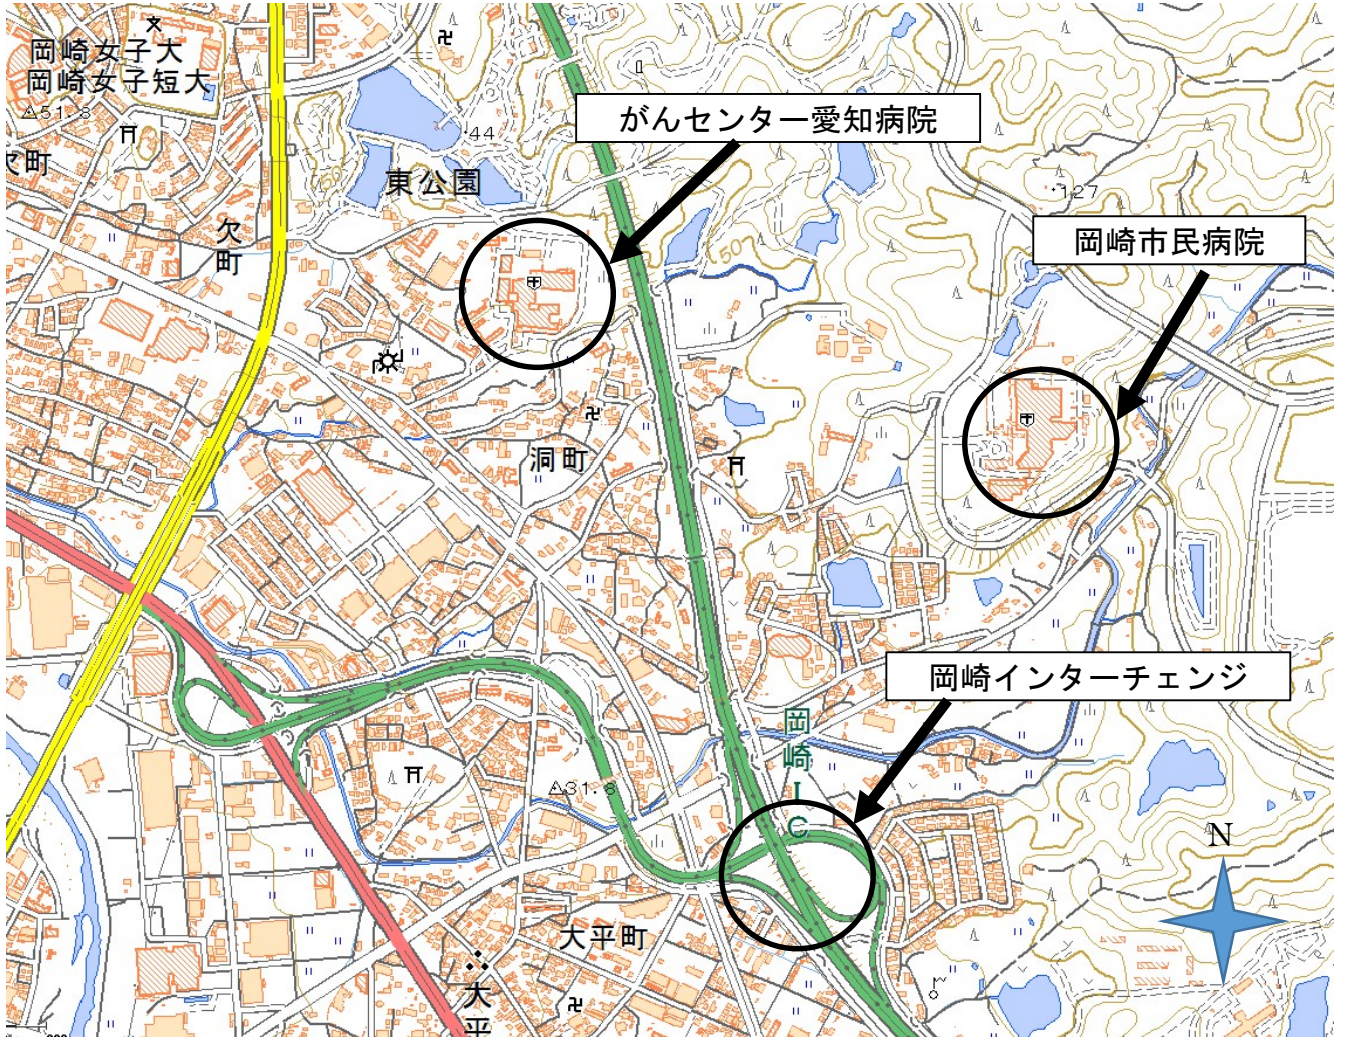 岡崎女子大
岡崎女子短大
51.8
欠町
東公園
44
がんセンター愛知病院
127
岡崎市民病院
欠町
洞町
岡崎インターチェンジ
岡崎IC
31.8
N
大平町
大平